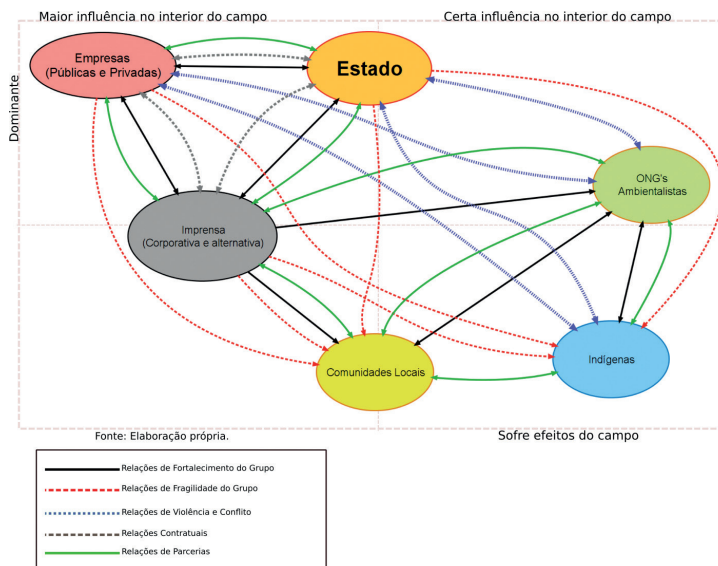 Maior influência no interior do campo
Certa influência no interior do campo
Dominante
Empresas
(Públicas e Privadas)
Estado
ONG's
Ambientalistas
Imprensa
(Corporativa e alternativa)
Comunidades Locais
Indígenas
Fonte: Elaboração própria.
Sofre efeitos do campo
Relações de Fortalecimento do Grupo
Relações de Fragilidade do Grupo
Relações de Violência e Conflito
Relações Contratuais
Relações de Parcerias